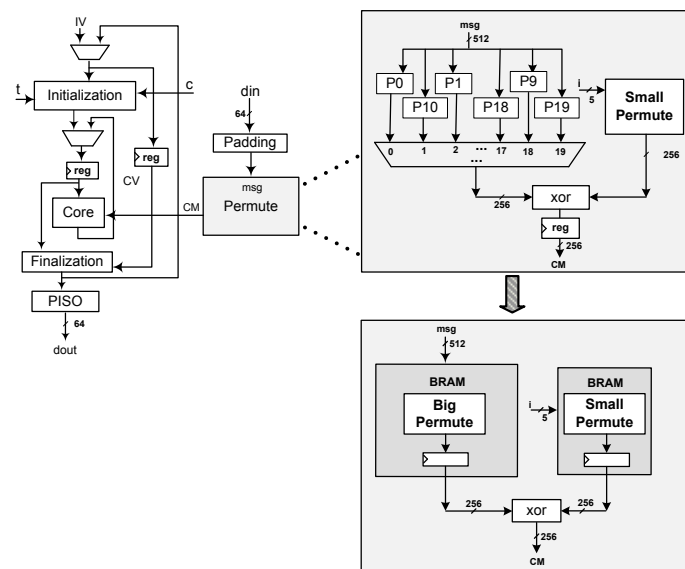 IV
t
Initialization
c
reg
reg
CV
Core
Finalization
PISO
64
dout
din
64
Padding
msg
Permute
CM
msg
512
P0
P1
P9
P10
P18
P19
i
5
Small
Permute
0 1 2 ... 17 18 19
...
256
256
xor
reg
256
CM
msg
512
BRAM
Big
Permute
BRAM
i
5
Small
Permute
256
256
xor
256
CM